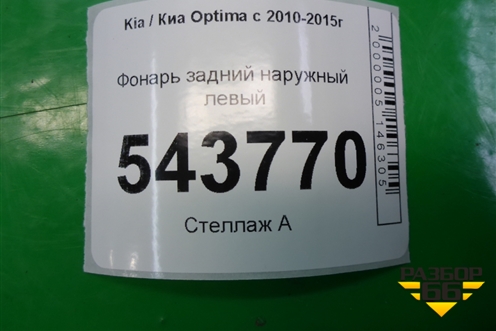 Kia / Киа Optima с 2010-2015г
Фонарь задний наружный
левый
543770
Стеллаж А
2000005146305
РАЗБОР
66